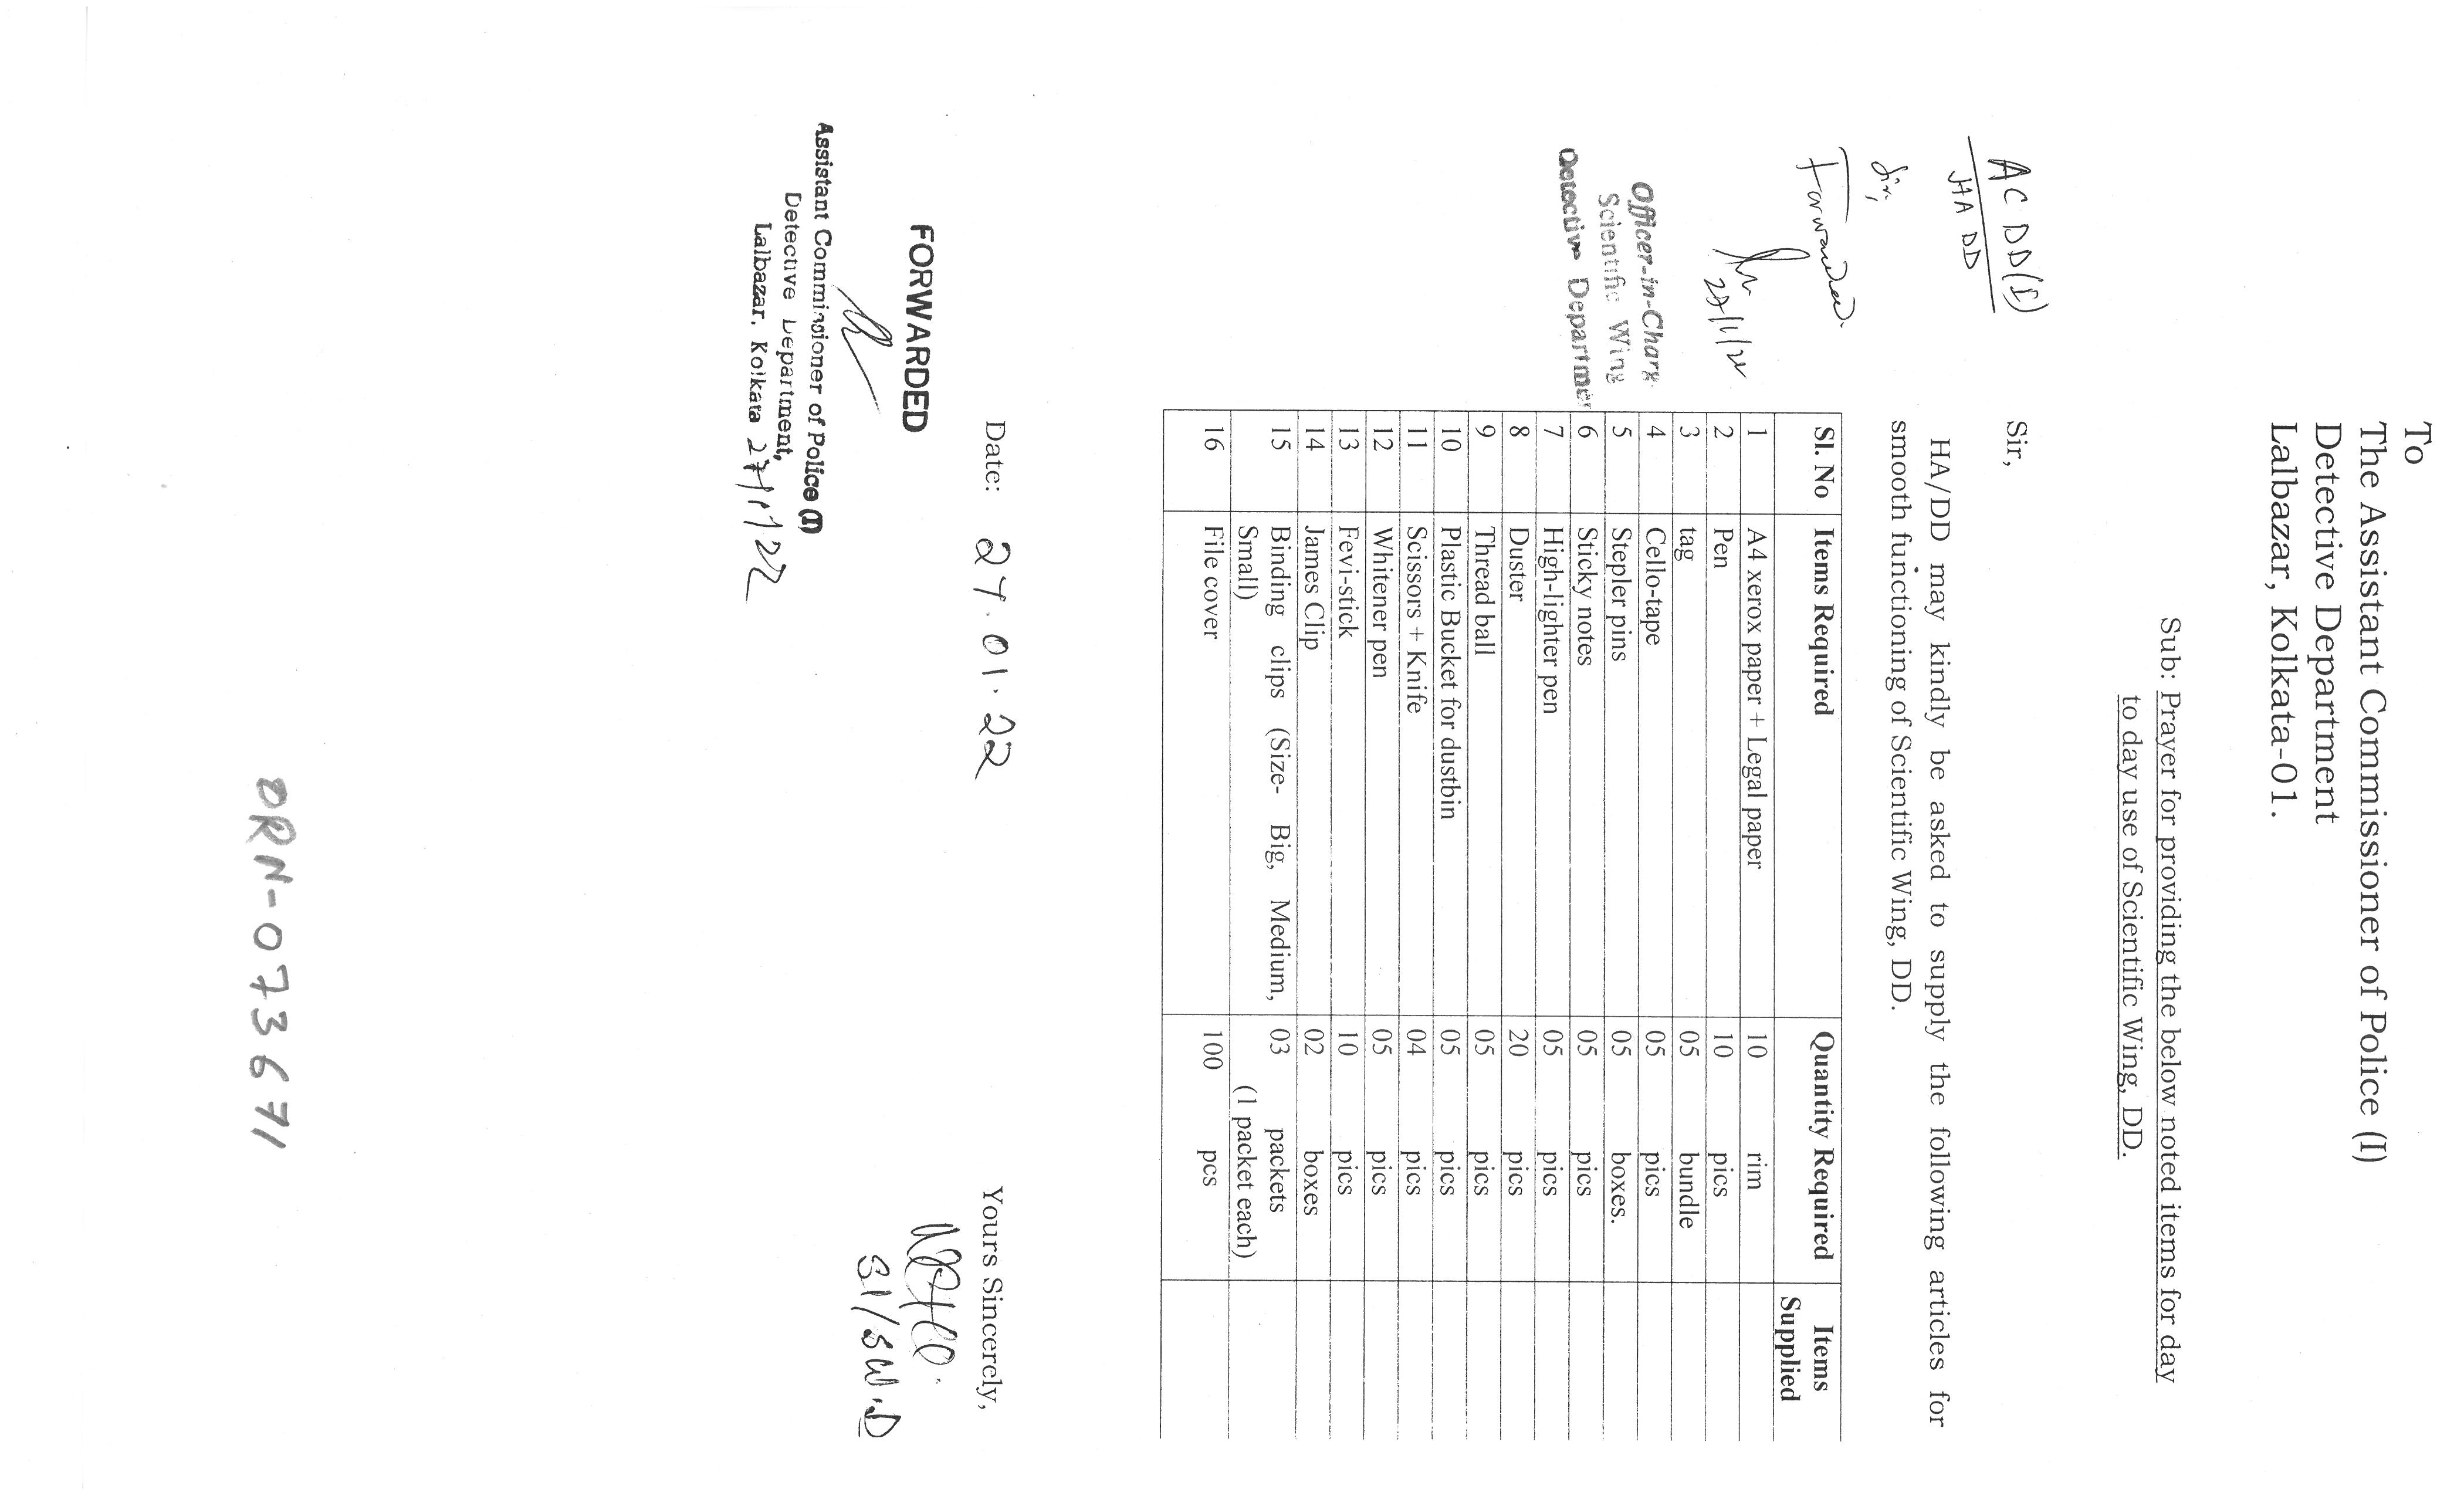 To
The Assistant Commissioner of Police (I)
Detective Department
Lalbazar, Kolkata-01.
Sub: Prayer for providing the below noted items for day
to day use of Scientific Wing, DD.
AC DD(I)
HA DD
Sir,
Forwarded.
Officer-in-Charg
Scientific Wing
Detective Departmen
Sir,
HA/DD may kindly be asked to supply the following articles for
smooth functioning of Scientific Wing, DD.
Sl. No Items Required Quantity Required Items
Supplied
1 A4 xerox paper + Legal paper 10 rim
2 Pen 10 pics
3 tag 05 bundle
4 Cello-tape 05 pics
5 Stepler pins 05 boxes.
6 Sticky notes 05 pics
7 High-lighter pen 05 pics
8 Duster 20 pics
9 Thread ball 05 pics
10 Plastic Bucket for dustbin 05 pics
11 Scissors + Knife 04 pics
12 Whitener pen 05 pics
13 Fevi-stick 10 pics
14 James Clip 02 boxes
15 Binding clips (Size- Big, Medium, 03 packets
Small) (1 packet each)
16 File cover 100 pcs
Date: 27.01.22 Yours Sincerely,
SI/SW.D
FORWARDED
Assistant Commissioner of Police (I)
Detective Department,
Lalbazar, Kolkata 27/1/22
ORN-073671